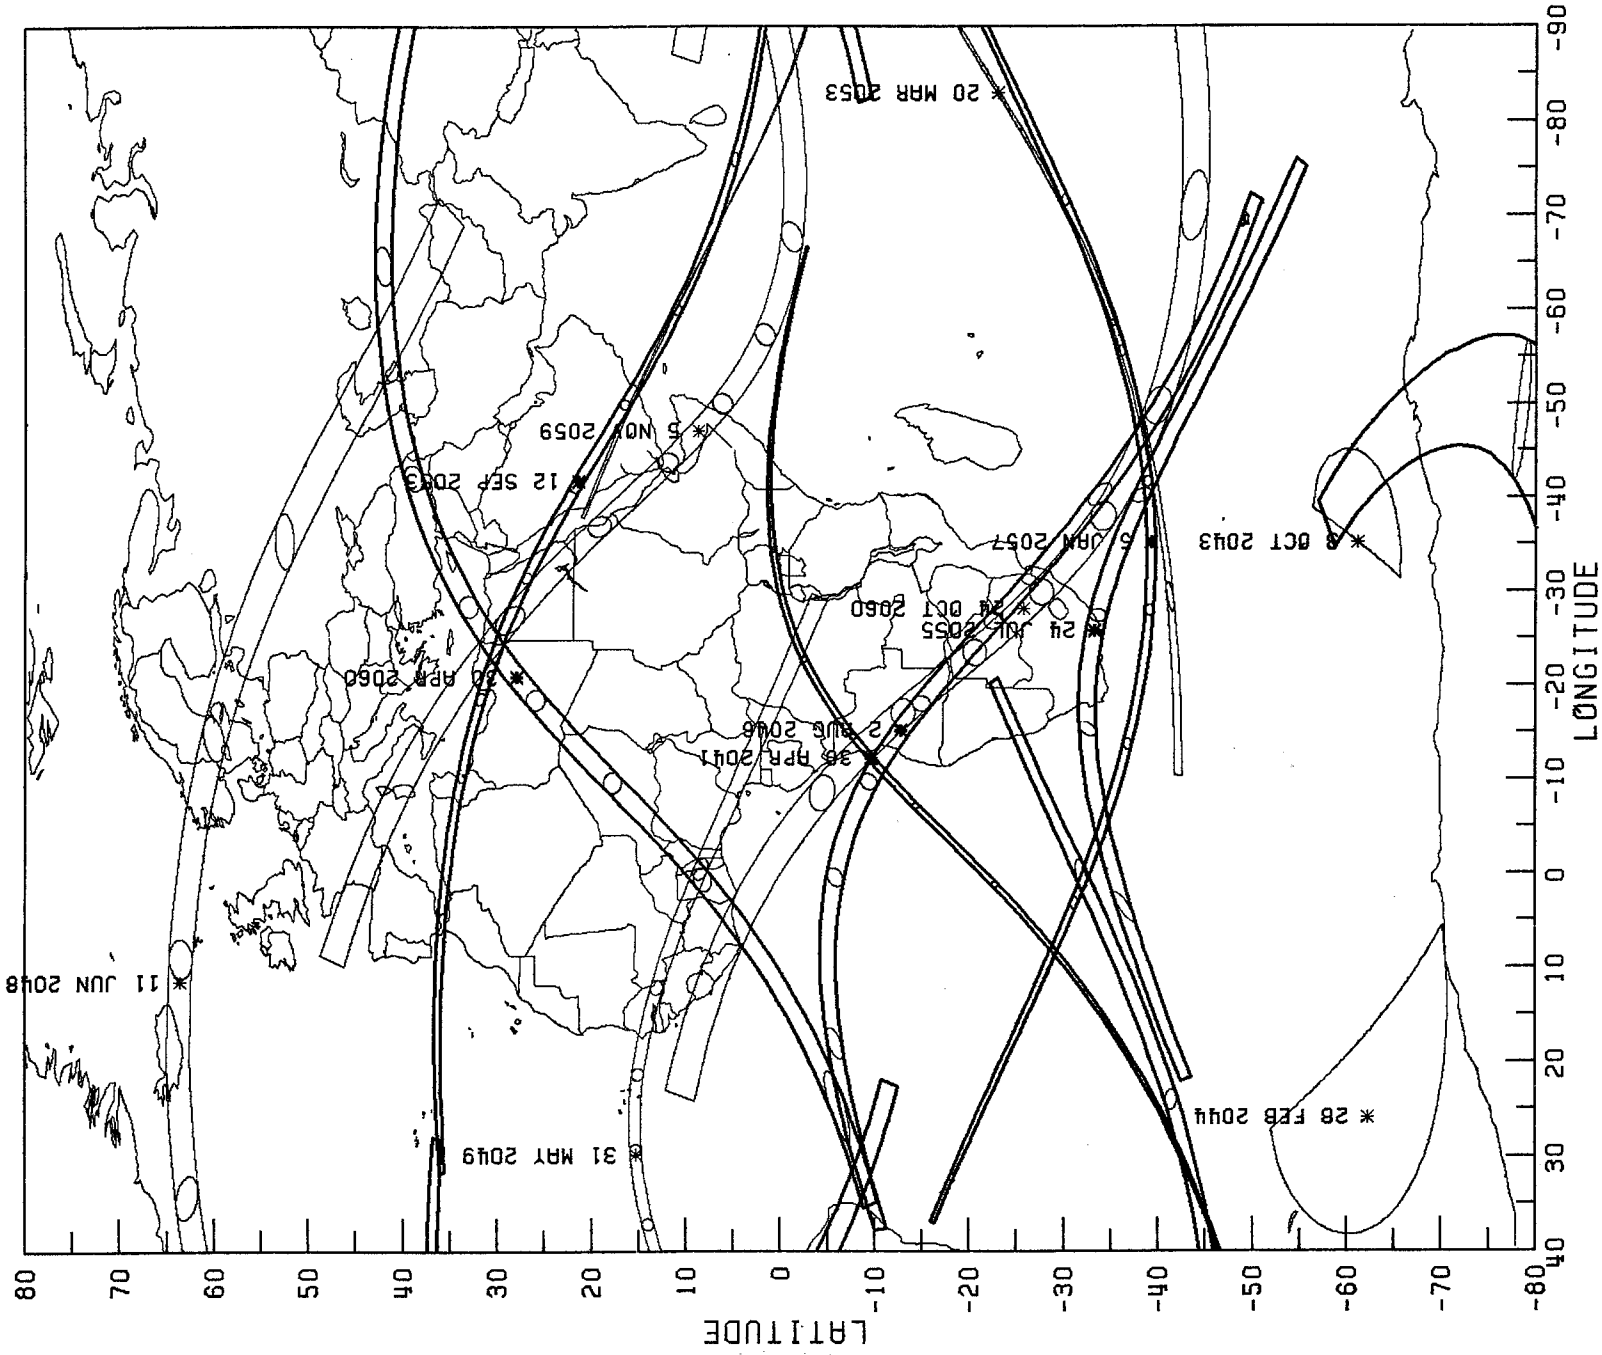 20 MAR 2053
5 NOV 2059
12 SEP 2053
5 JAN 2057
3 OCT 2043
24 OCT 2060
24 JUL 2055
30 APR 2060
2 AUG 2046
30 APR 2041
11 JUN 2048
28 FEB 2044
31 MAY 2049
LONGITUDE
-90
-80
-70
-60
-50
-40
-30
-20
-10
0
10
20
30
40
80
70
60
50
40
30
20
10
0
-10
-20
-30
-40
-50
-60
-70
-80
LATITUDE